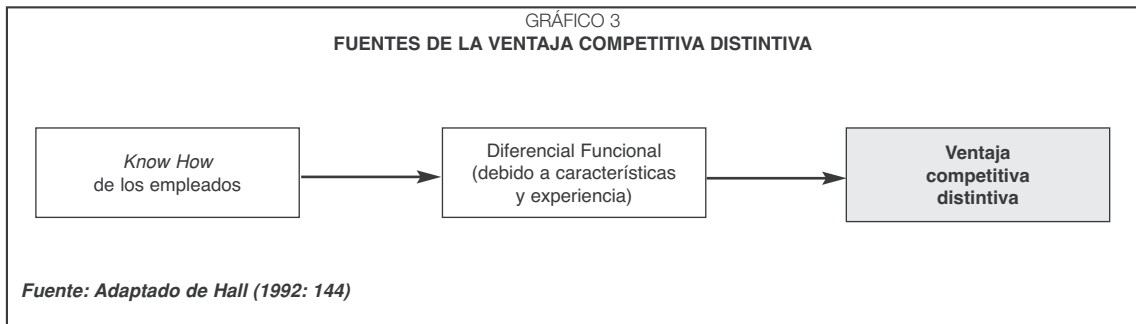 GRÁFICO 3
FUENTES DE LA VENTAJA COMPETITIVA DISTINTIVA
Know How
de los empleados
Diferencial Funcional
(debido a características
y experiencia)
Ventaja
competitiva
distintiva
Fuente: Adaptado de Hall (1992: 144)